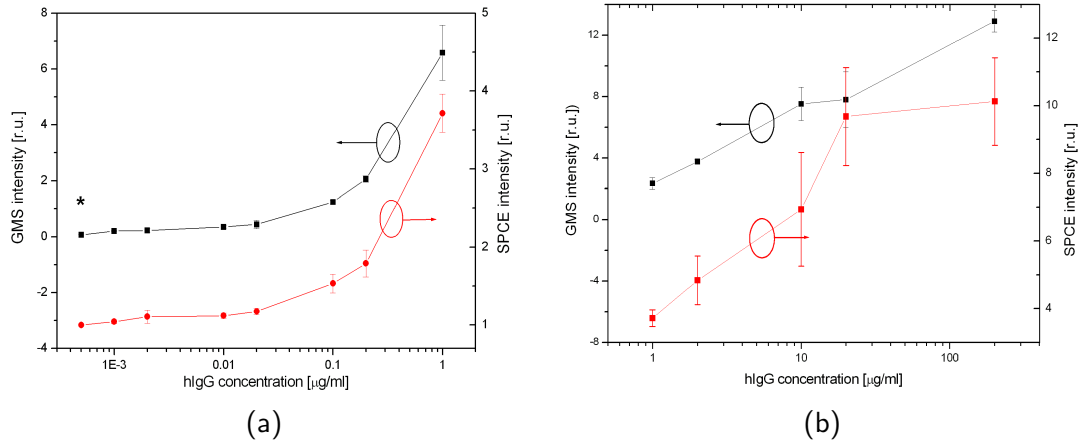 8
6
4
2
0
-2
-4
GMS intensity [r.u.]
*
5
4
3
2
1
SPCE intensity [r.u.]
1E-3 0.01 0.1 1
hIgG concentration [µg/ml]
(a)
12
8
4
0
-4
-8
GMS intensity [r.u.])
12
10
8
6
4
SPCE intensity [r.u.]
1 10 100
hIgG concentration [µg/ml]
(b)